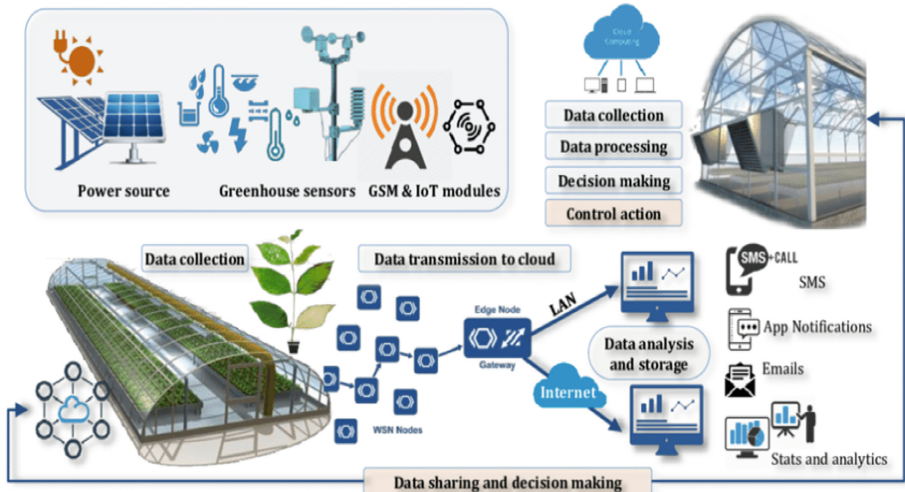 Cloud
Computing
Power source
Greenhouse sensors
GSM & IoT modules
Data collection
Data processing
Decision making
Control action
Data collection
Data transmission to cloud
SMS
+CALL
SMS
LAN
Edge Node
Gateway
App Notifications
Data analysis
and storage
Internet
Emails
WSN Nodes
Stats and analytics
Data sharing and decision making